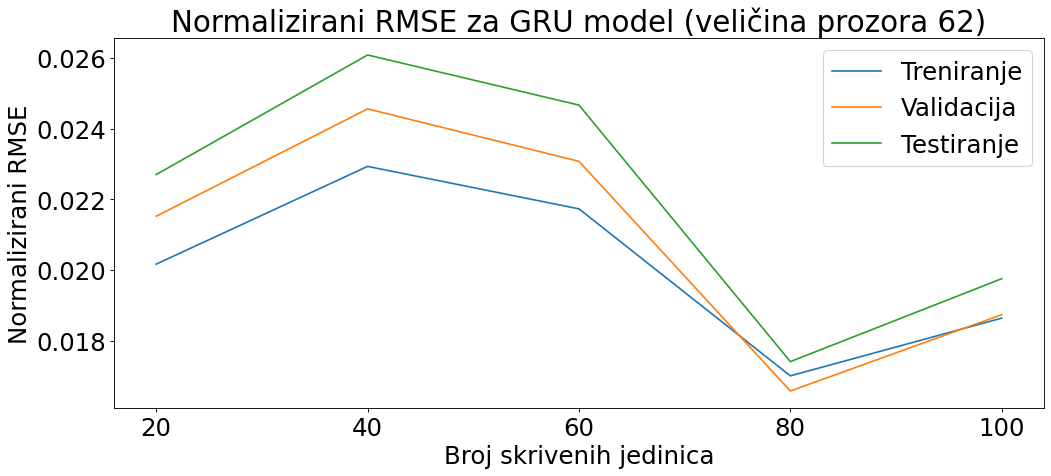 Normalizirani RMSE za GRU model (veličina prozora 62)
Normalizirani RMSE
0.026
0.024
0.022
0.020
0.018
Treniranje
Validacija
Testiranje
20 40 60 80 100
Broj skrivenih jedinica